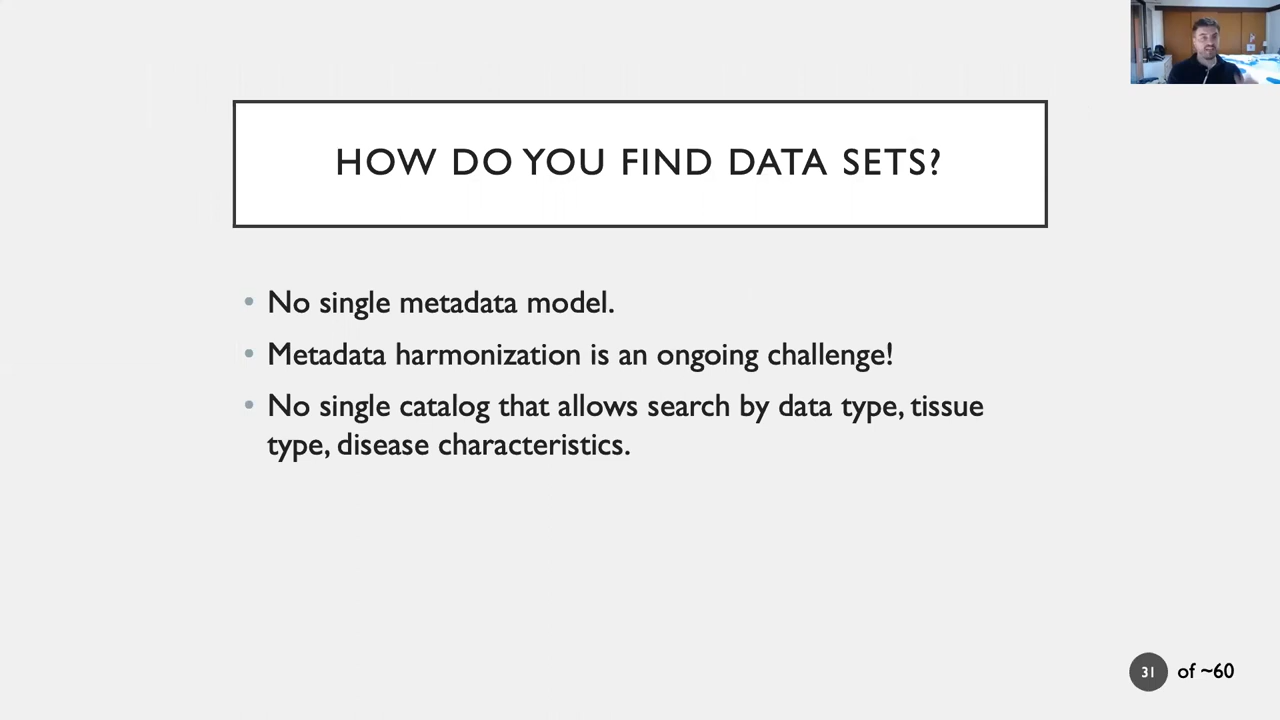 HOW DO YOU FIND DATA SETS?
• No single metadata model.
• Metadata harmonization is an ongoing challenge!
• No single catalog that allows search by data type, tissue
type, disease characteristics.
31 of ~60